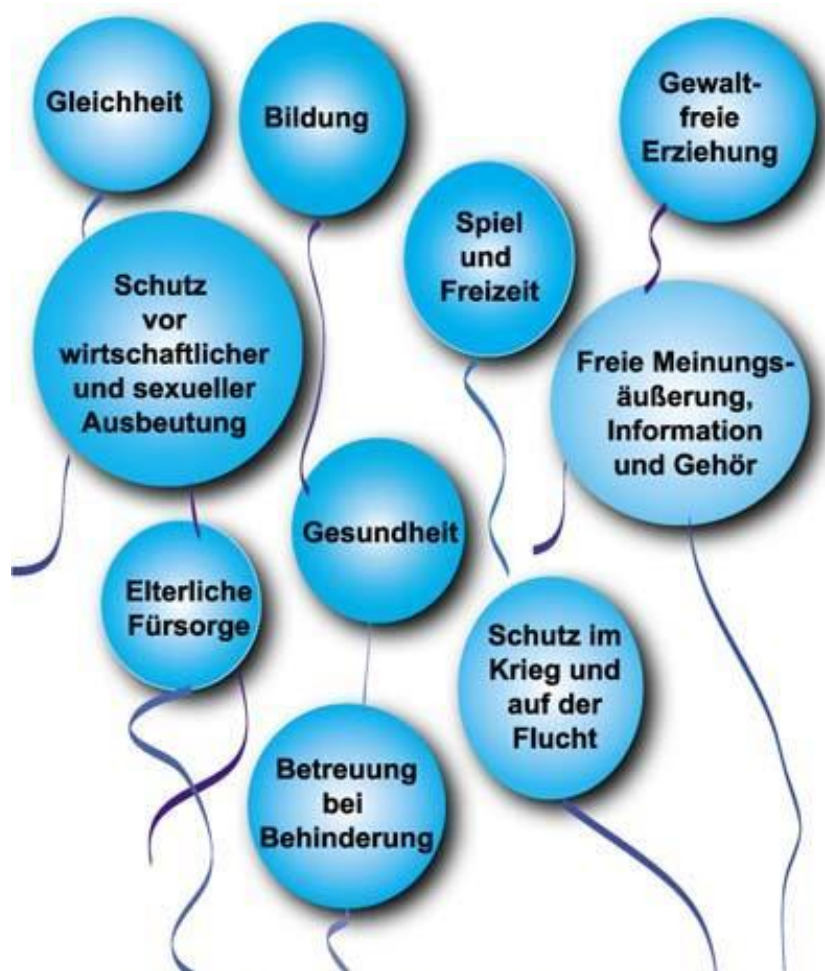 Gleichheit
Bildung
Gewalt-
freie
Erziehung
Spiel
und
Freizeit
Schutz
vor
wirtschaftlicher
und sexueller
Ausbeutung
Freie Meinungs-
äußerung,
Information
und Gehör
Gesundheit
Elterliche
Fürsorge
Schutz im
Krieg und
auf der
Flucht
Betreuung
bei
Behinderung